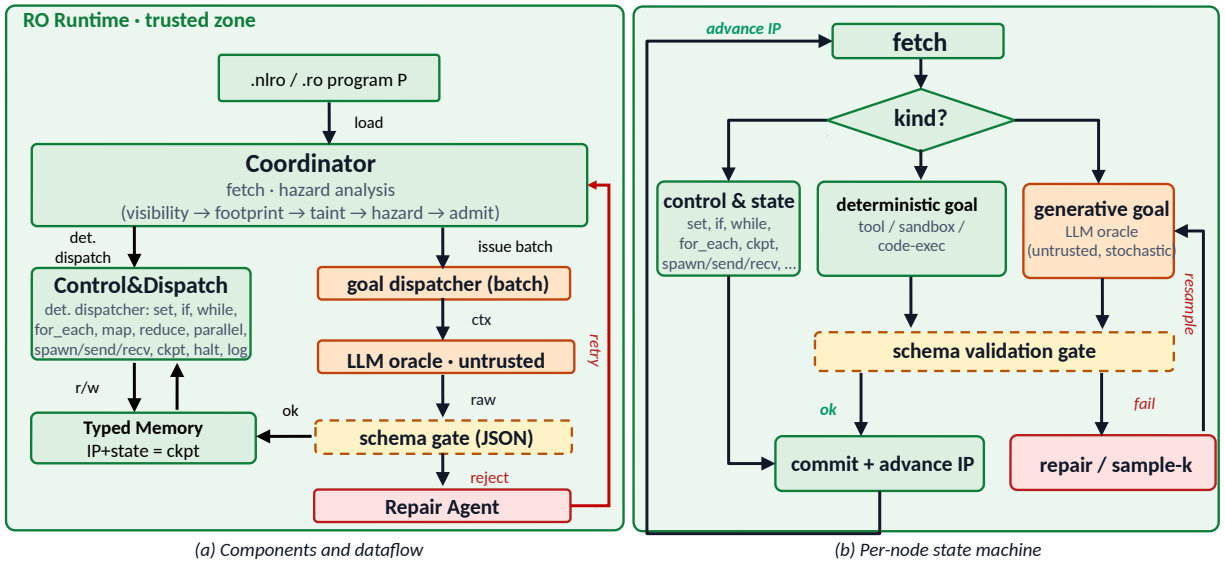 RO Runtime · trusted zone
.nlro / .ro program P
load
Coordinator
fetch · hazard analysis
(visibility → footprint → taint → hazard → admit)
det.
dispatch
issue batch
Control&Dispatch
det. dispatcher: set, if, while,
for_each, map, reduce, parallel,
spawn/send/recv, ckpt, halt, log
goal dispatcher (batch)
ctx
LLM oracle · untrusted
retry
r/w
raw
Typed Memory
IP+state = ckpt
ok
schema gate (JSON)
reject
Repair Agent
(a) Components and dataflow
advance IP
fetch
kind?
control & state
set, if, while,
for_each, ckpt,
spawn/send/recv, ...
deterministic goal
tool / sandbox /
code-exec
generative goal
LLM oracle
(untrusted, stochastic)
resample
schema validation gate
ok
fail
commit + advance IP
repair / sample-k
(b) Per-node state machine